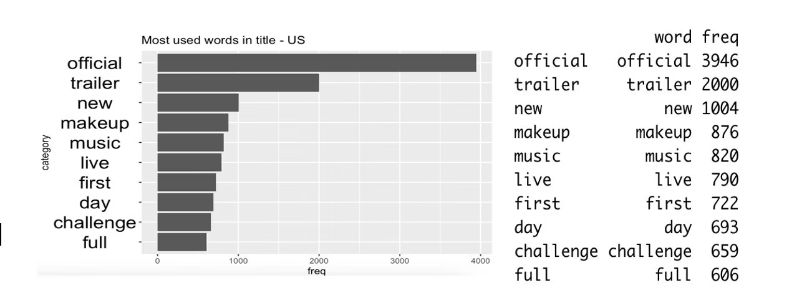 Most used words in title - US
category
official
trailer
new
makeup
music
live
first
day
challenge
full
0 1000 2000 3000 4000
freq
word freq
official official 3946
trailer trailer 2000
new new 1004
makeup makeup 876
music music 820
live live 790
first first 722
day day 693
challenge challenge 659
full full 606